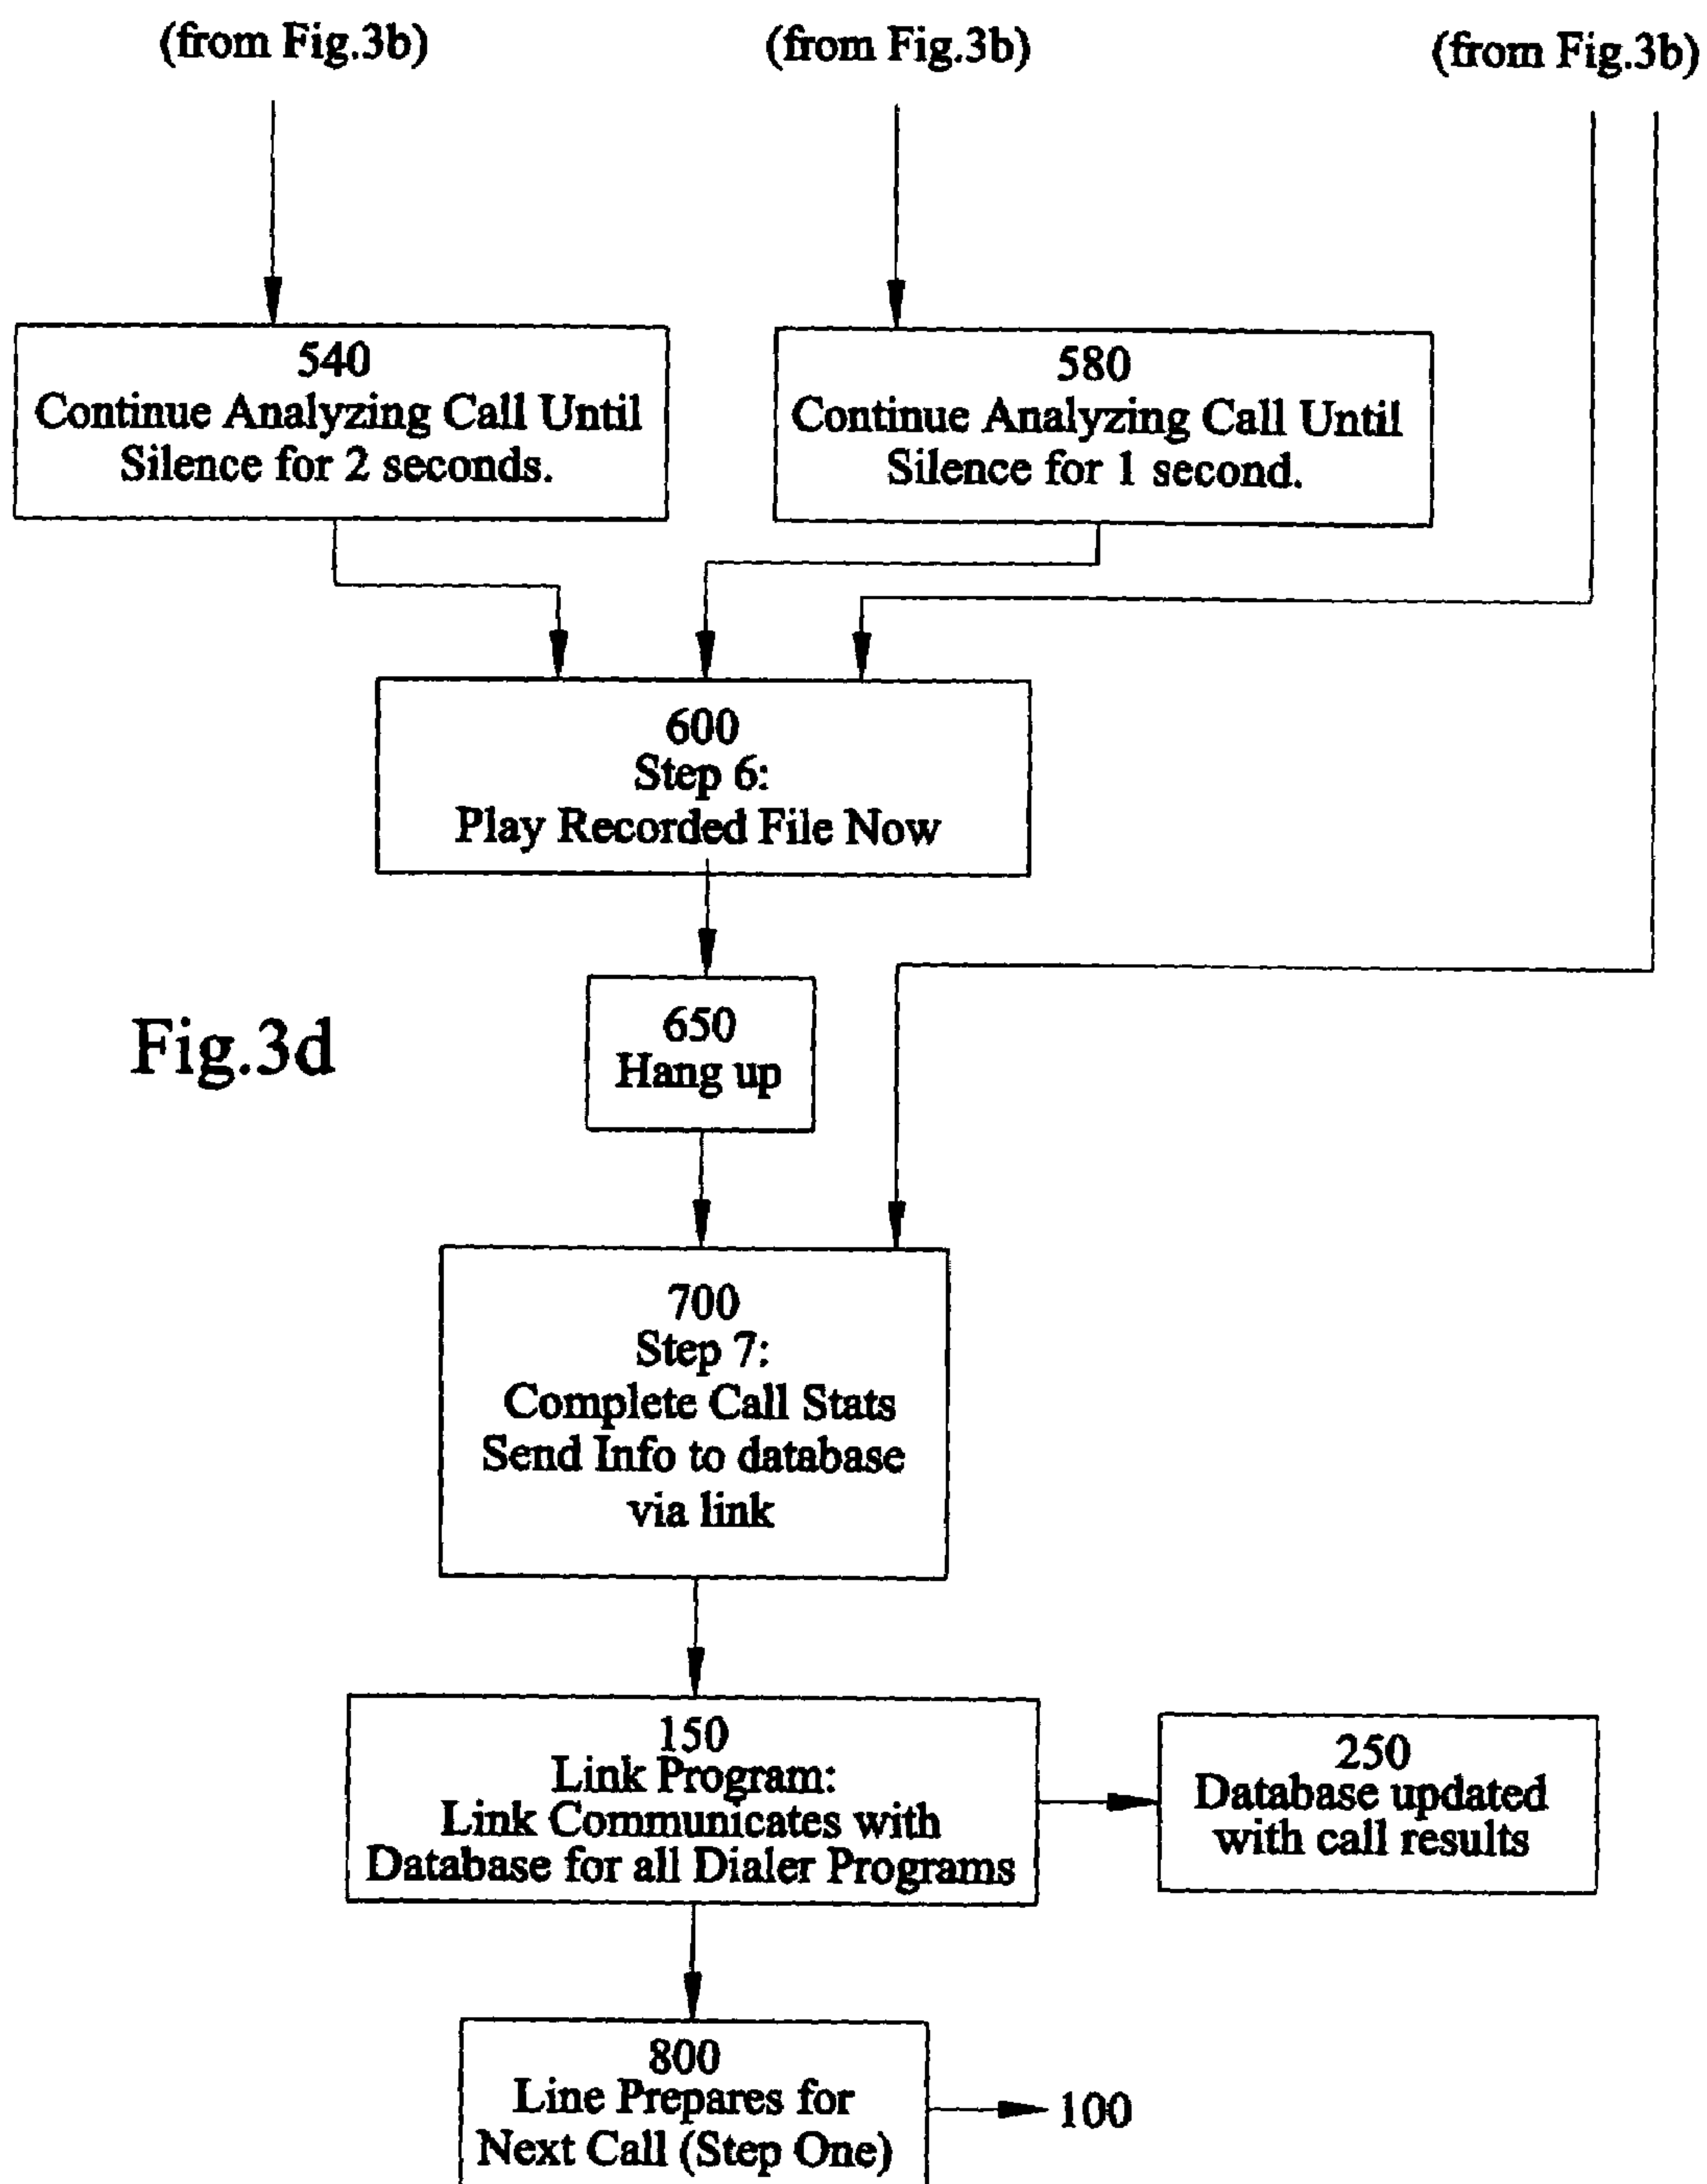 (from Fig.3b)
(from Fig.3b)
(from Fig.3b)
540
Continue Analyzing Call Until
Silence for 2 seconds.
580
Continue Analyzing Call Until
Silence for 1 second.
600
Step 6:
Play Recorded File Now
Fig.3d
650
Hang up
700
Step 7:
Complete Call Stats
Send Info to database
via link
150
Link Program:
Link Communicates with
Database for all Dialer Programs
250
Database updated
with call results
800
Line Prepares for
Next Call (Step One)
100